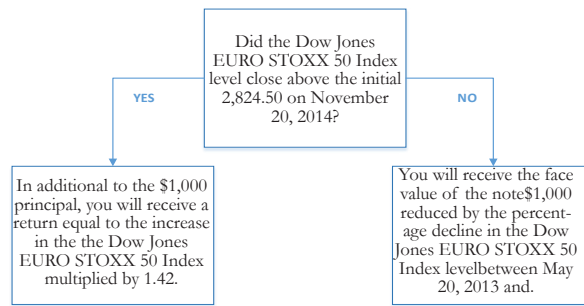 Did the Dow Jones
EURO STOXX 50 Index
level close above the initial
2,824.50 on November
20, 2014?
YES
NO
In additional to the $1,000
principal, you will receive a
return equal to the increase
in the the Dow Jones
EURO STOXX 50 Index
multiplied by 1.42.
You will receive the face
value of the note$1,000
reduced by the percent-
age decline in the Dow
Jones EURO STOXX 50
Index levelbetween May
20, 2013 and.